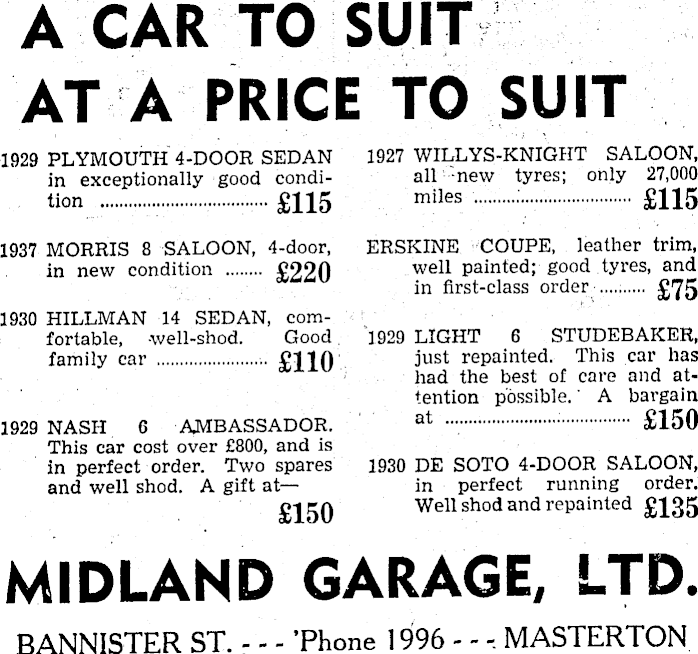 A CAR TO SUIT
AT A PRICE TO SUIT
1929 PLYMOUTH 4-DOOR SEDAN
in exceptionally good condi-
tion .................................. £115
1937 MORRIS 8 SALOON, 4-door,
in new condition ........ £220
1930 HILLMAN 14 SEDAN, com-
fortable, well-shod. Good
family car ....................... £110
1929 NASH 6 AMBASSADOR.
This car cost over £800, and is
in perfect order. Two spares
and well shod. A gift at—
£150
1927 WILLYS-KNIGHT SALOON,
all new tyres; only 27,000
miles ................................ £115
ERSKINE COUPE, leather trim,
well painted; good tyres, and
in first-class order .......... £75
1929 LIGHT 6 STUDEBAKER,
just repainted. This car has
had the best of care and at-
tention possible. A bargain
at ...................................... £150
1930 DE SOTO 4-DOOR SALOON,
in perfect running order.
Well shod and repainted £135
MIDLAND GARAGE, LTD.
BANNISTER ST. - - - 'Phone 1996 - - - MASTERTON